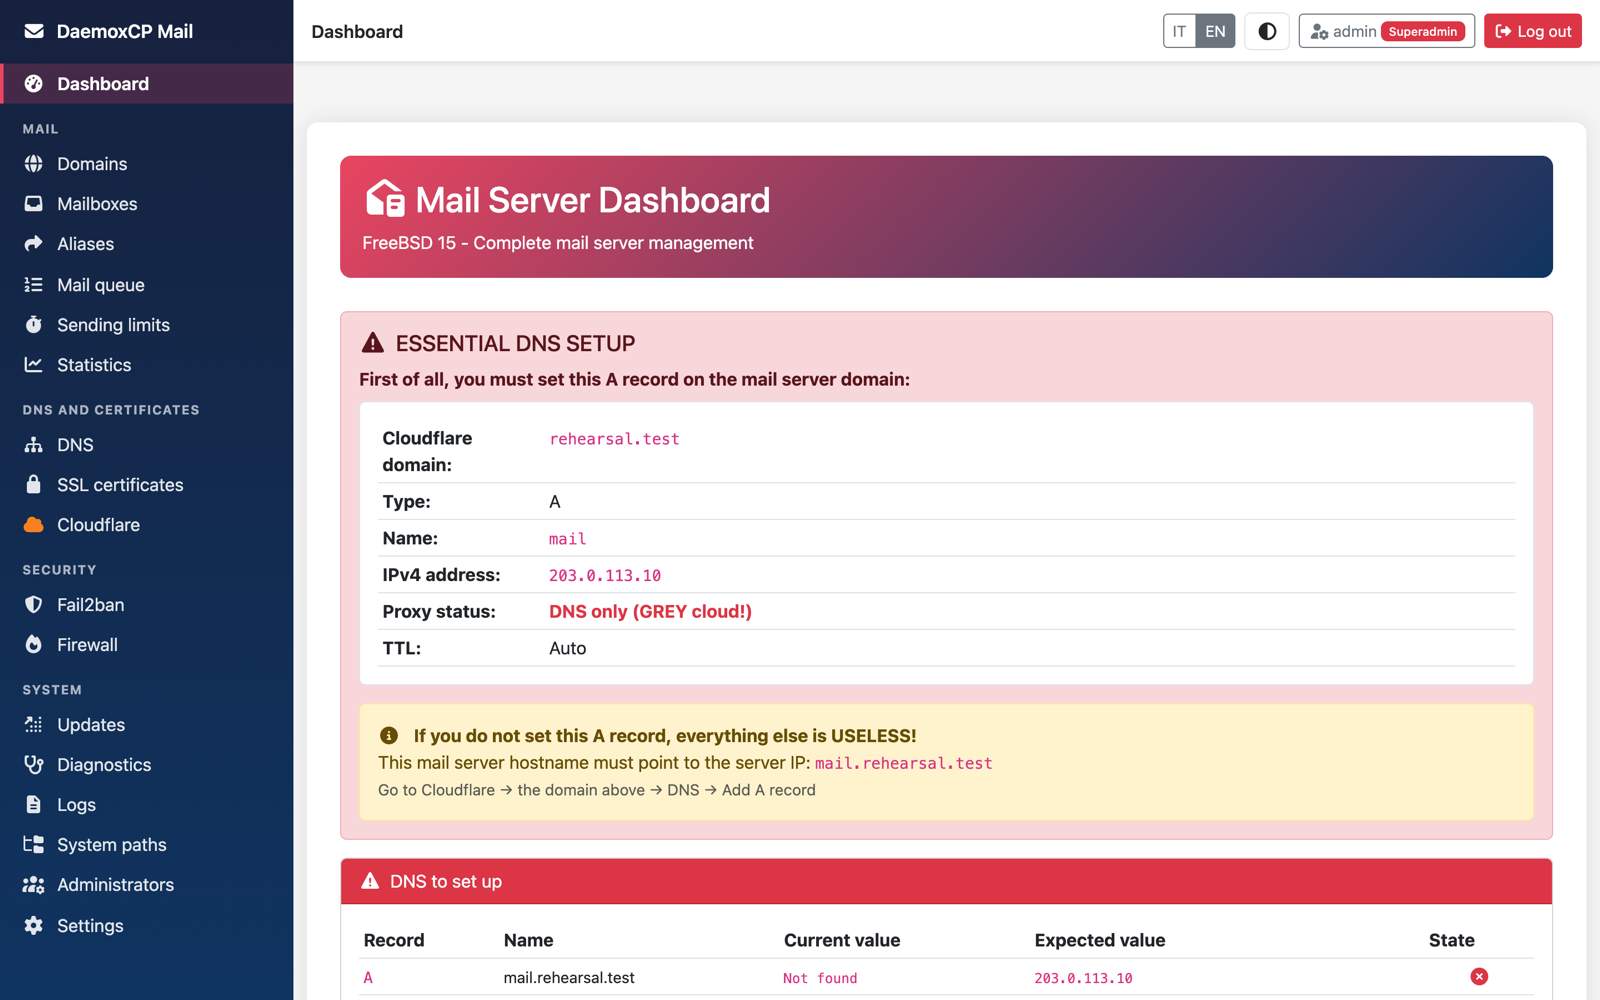 DaemoxCP Mail
Dashboard
IT EN
admin Superadmin
Log out
Dashboard
MAIL
Domains
Mailboxes
Aliases
Mail queue
Sending limits
Statistics
DNS AND CERTIFICATES
DNS
SSL certificates
Cloudflare
SECURITY
Fail2ban
Firewall
SYSTEM
Updates
Diagnostics
Logs
System paths
Administrators
Settings
Mail Server Dashboard
FreeBSD 15 - Complete mail server management
ESSENTIAL DNS SETUP
First of all, you must set this A record on the mail server domain:
Cloudflare domain: rehearsal.test
Type: A
Name: mail
IPv4 address: 203.0.113.10
Proxy status: DNS only (GREY cloud!)
TTL: Auto
If you do not set this A record, everything else is USELESS!
This mail server hostname must point to the server IP: mail.rehearsal.test
Go to Cloudflare → the domain above → DNS → Add A record
DNS to set up
Record Name Current value Expected value State
A mail.rehearsal.test Not found 203.0.113.10